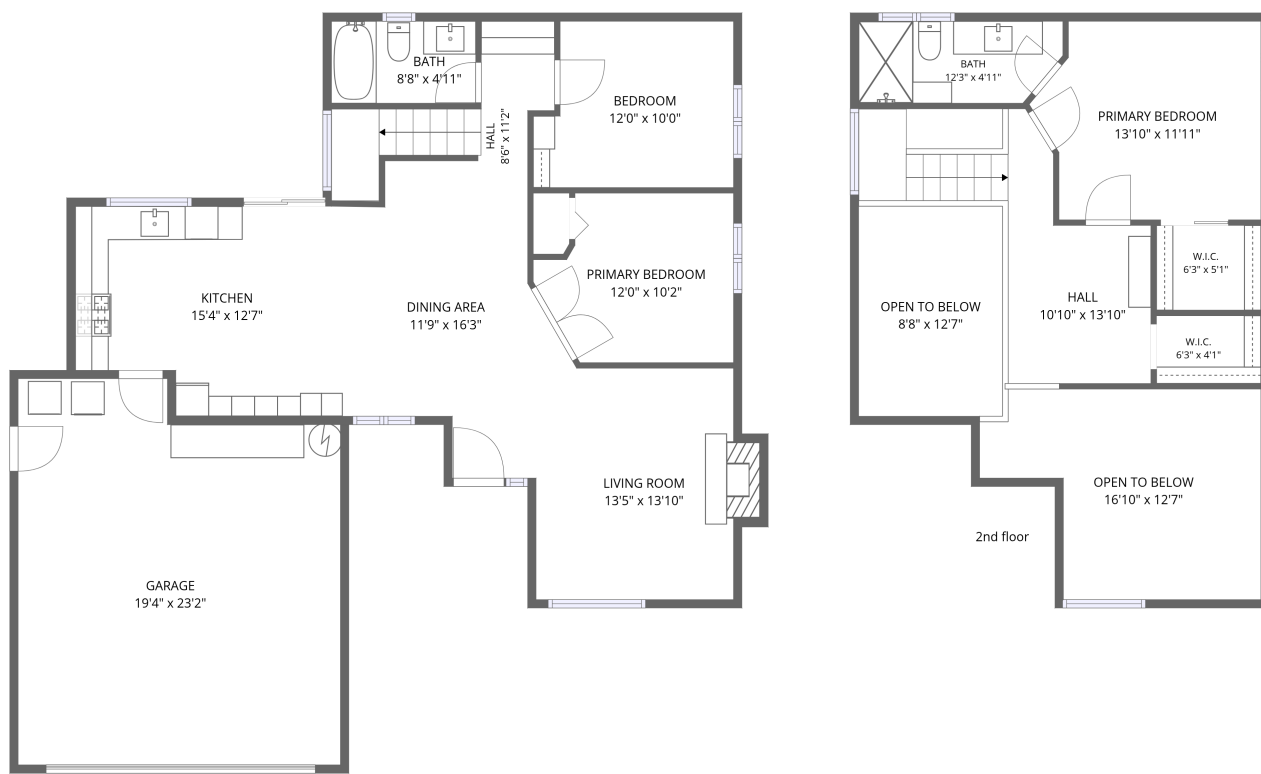 BATH
8'8" x 4'11"
HALL
8'6" x 11'2"
BEDROOM
12'0" x 10'0"
PRIMARY BEDROOM
12'0" x 10'2"
KITCHEN
15'4" x 12'7"
DINING AREA
11'9" x 16'3"
LIVING ROOM
13'5" x 13'10"
GARAGE
19'4" x 23'2"
BATH
12'3" x 4'11"
PRIMARY BEDROOM
13'10" x 11'11"
W.I.C.
6'3" x 5'1"
OPEN TO BELOW
8'8" x 12'7"
HALL
10'10" x 13'10"
W.I.C.
6'3" x 4'1"
OPEN TO BELOW
16'10" x 12'7"
2nd floor